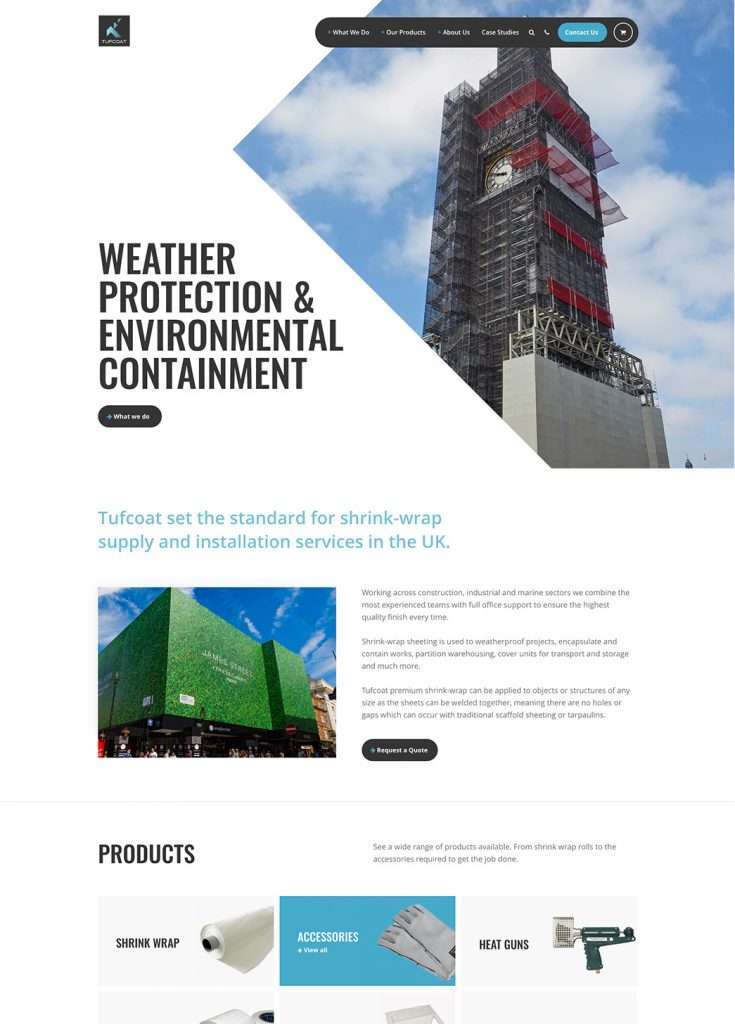 TUFCOAT
What We Do
Our Products
About Us
Case Studies
Contact Us
WEATHER
PROTECTION &
ENVIRONMENTAL
CONTAINMENT
What we do
Tufcoat set the standard for shrink-wrap
supply and installation services in the UK.
JAMES STREET
Working across construction, industrial and marine sectors we combine the
most experienced teams with full office support to ensure the highest
quality finish every time.
Shrink-wrap sheeting is used to weatherproof projects, encapsulate and
contain works, partition warehousing, cover units for transport and storage
and much more.
Tufcoat premium shrink-wrap can be applied to objects or structures of any
size as the sheets can be welded together, meaning there are no holes or
gaps which can occur with traditional scaffold sheeting or tarpaulins.
Request a Quote
PRODUCTS
See a wide range of products available. From shrink wrap rolls to the
accessories required to get the job done.
SHRINK WRAP
ACCESSORIES
View all
HEAT GUNS